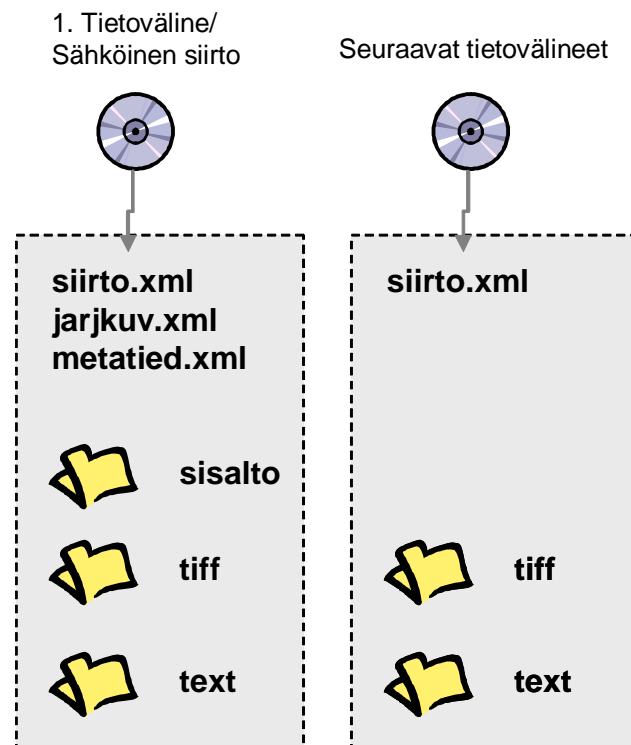 1. Tietoväline/
Sähköinen siirto
siirto.xml
jarjkuv.xml
metatied.xml
sisalto
tiff
text
Seuraavat tietovälineet
siirto.xml
tiff
text